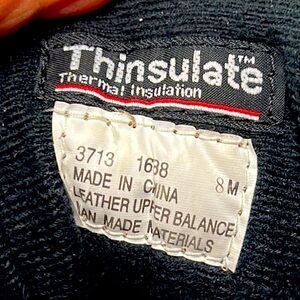 Thinsulate™
Thermal Insulation
3713 1638 8M
MADE IN CHINA
LEATHER UPPER BALANCE
MAN MADE MATERIALS